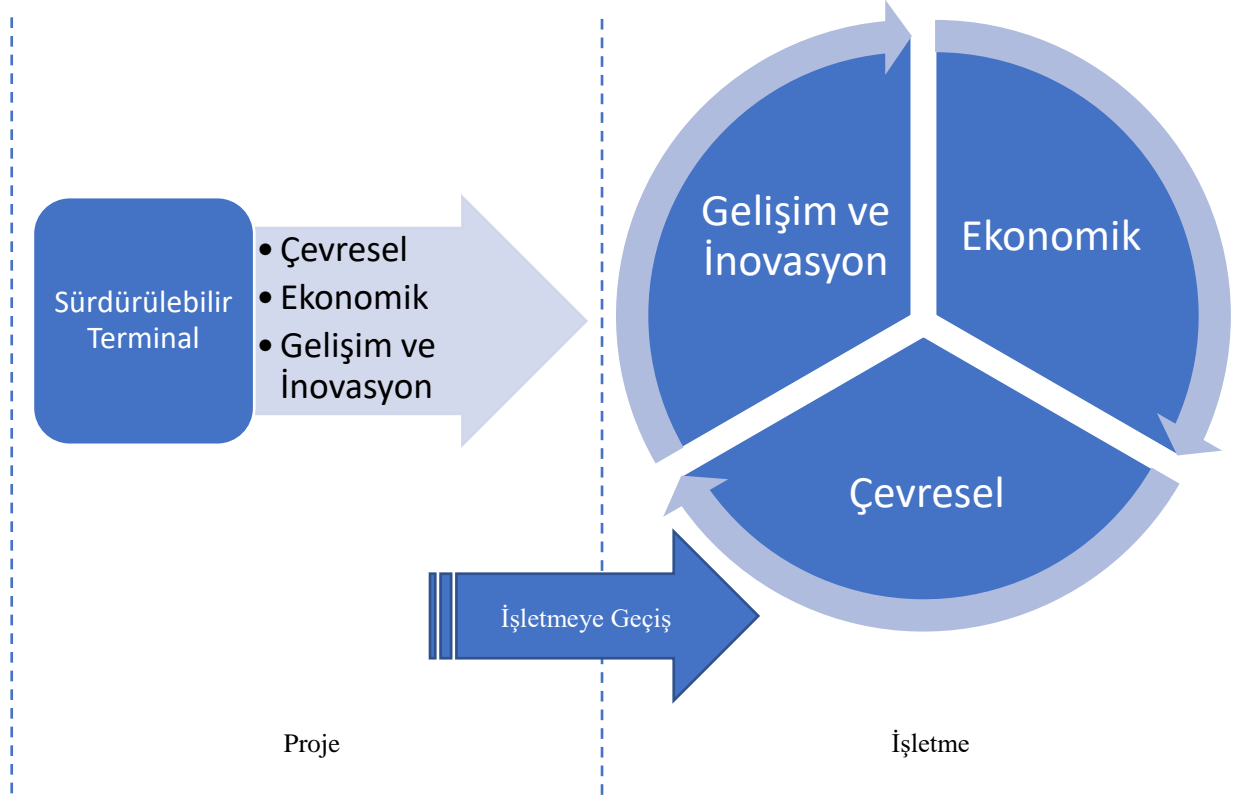 Sürdürülebilir
Terminal
• Çevresel
• Ekonomik
• Gelişim ve
İnovasyon
Gelişim ve
İnovasyon
Ekonomik
Çevresel
İşletmeye Geçiş
Proje
İşletme